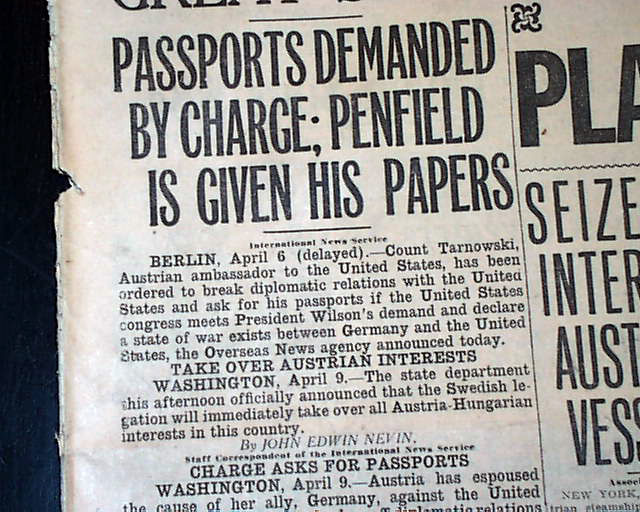 PASSPORTS DEMANDED
BY CHARGE; PENFIELD
IS GIVEN HIS PAPERS
International News Service
BERLIN, April 6 (delayed).—Count Tarnowski,
Austrian ambassador to the United States, has been
ordered to break diplomatic relations with the United
States and ask for his passports if the United States
congress meets President Wilson's demand and declare
a state of war exists between Germany and the United
States, the Overseas News agency announced today.
TAKE OVER AUSTRIAN INTERESTS
WASHINGTON, April 9.—The state department
this afternoon officially announced that the Swedish le-
gation will immediately take over all Austria-Hungarian
interests in this country.
By JOHN EDWIN NEVIN,
Staff Correspondent of the International News Service
CHARGE ASKS FOR PASSPORTS
WASHINGTON, April 9.—Austria has espoused
the cause of her ally, Germany, against the United
diplomatic relations
PLA
SEIZE
INTER
AUST
VESS
Associ
NEW YORK,
trian steamship